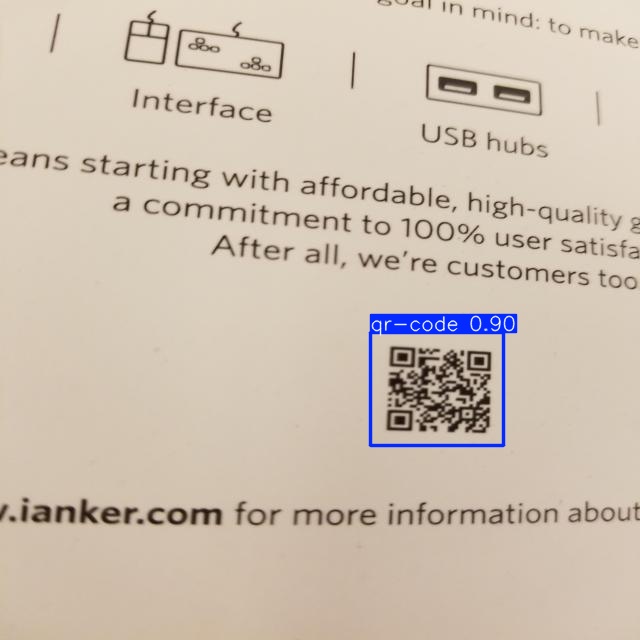 goal in mind: to make
Interface
USB hubs
eans starting with affordable, high-quality g
a commitment to 100% user satisfa
After all, we're customers too
qr-code 0.90
.ianker.com for more information about